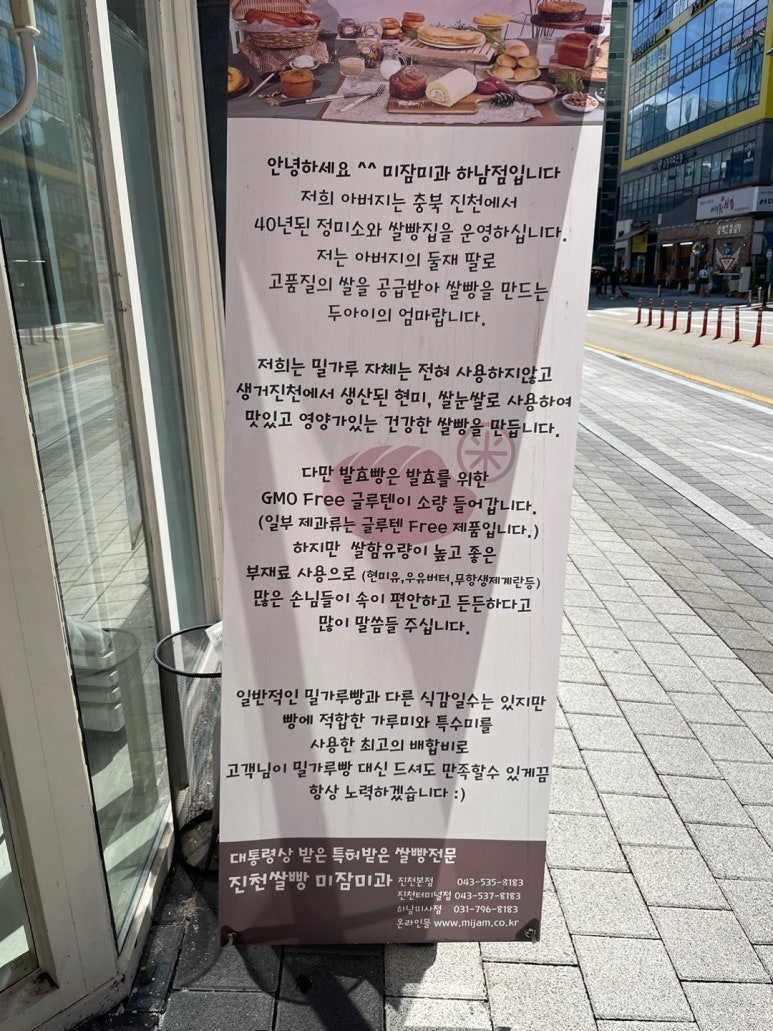 안녕하세요 ^^ 미잠미과 하남점입니다
저희 아버지는 충북 진천에서
40년된 정미소와 쌀빵집을 운영하십니다.
저는 아버지의 둘재 딸로
고품질의 쌀을 공급받아 쌀빵을 만드는
두아이의 엄마랍니다.
저희는 밀가루 자체는 전혀 사용하지않고
생거진천에서 생산된 현미, 쌀눈쌀로 사용하여
맛있고 영양가있는 건강한 쌀빵을 만듭니다.
米
다만 발효빵은 발효를 위한
GMO Free 글루텐이 소량 들어갑니다.
(일부 제과류는 글루텐 Free 제품입니다.)
하지만 쌀함유량이 높고 좋은
부재료 사용으로 (현미유,우유버터,무항생제계란등)
많은 손님들이 속이 편안하고 든든하다고
많이 말씀들 주십니다.
일반적인 밀가루빵과 다른 식감일수는 있지만
빵에 적합한 가루미와 특수미를
사용한 최고의 배합비로
고객님이 밀가루빵 대신 드셔도 만족할수 있게끔
항상 노력하겠습니다 :)
대통령상 받은 특허받은 쌀빵전문
진천쌀빵 미잠미과
진천본점 043-535-8183
진천터미널점 043-537-8183
하남미사점 031-796-8183
온라인몰 www.mijam.co.kr